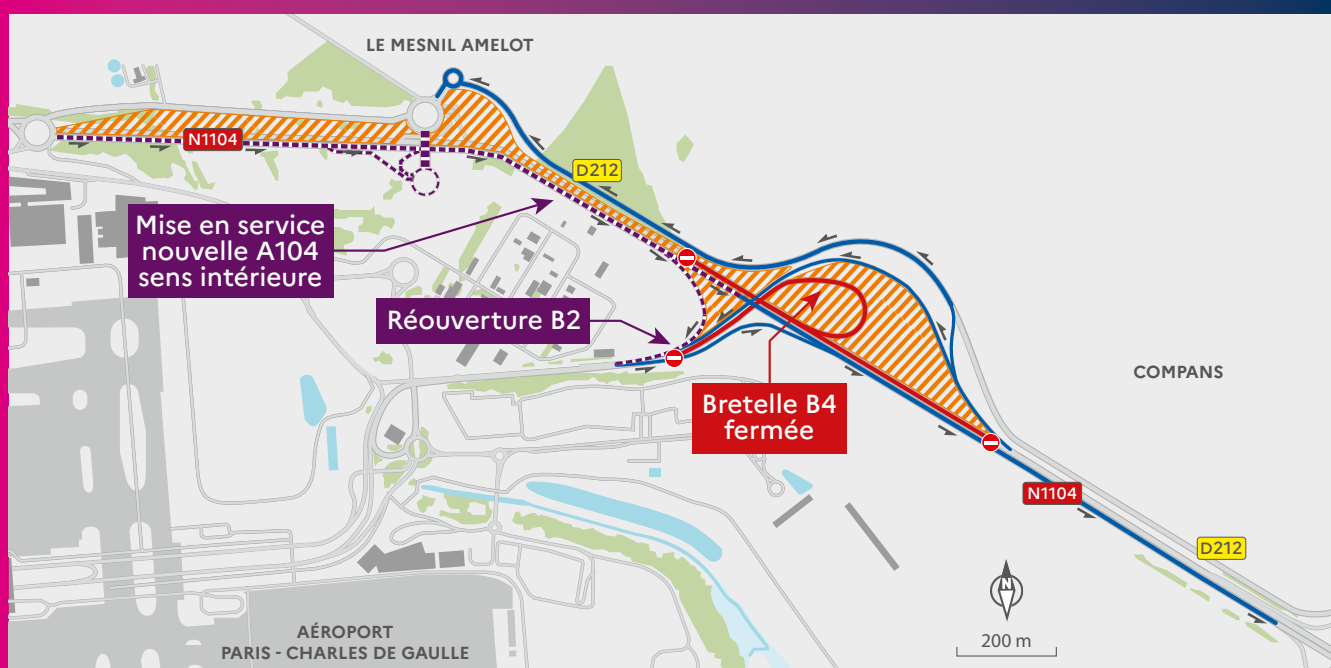 LE MESNIL AMELOT
N1104
D212
Mise en service
nouvelle A104
sens intérieure
Réouverture B2
Bretelle B4
fermée
COMPANS
N1104
D212
N
200 m
AÉROPORT
PARIS - CHARLES DE GAULLE